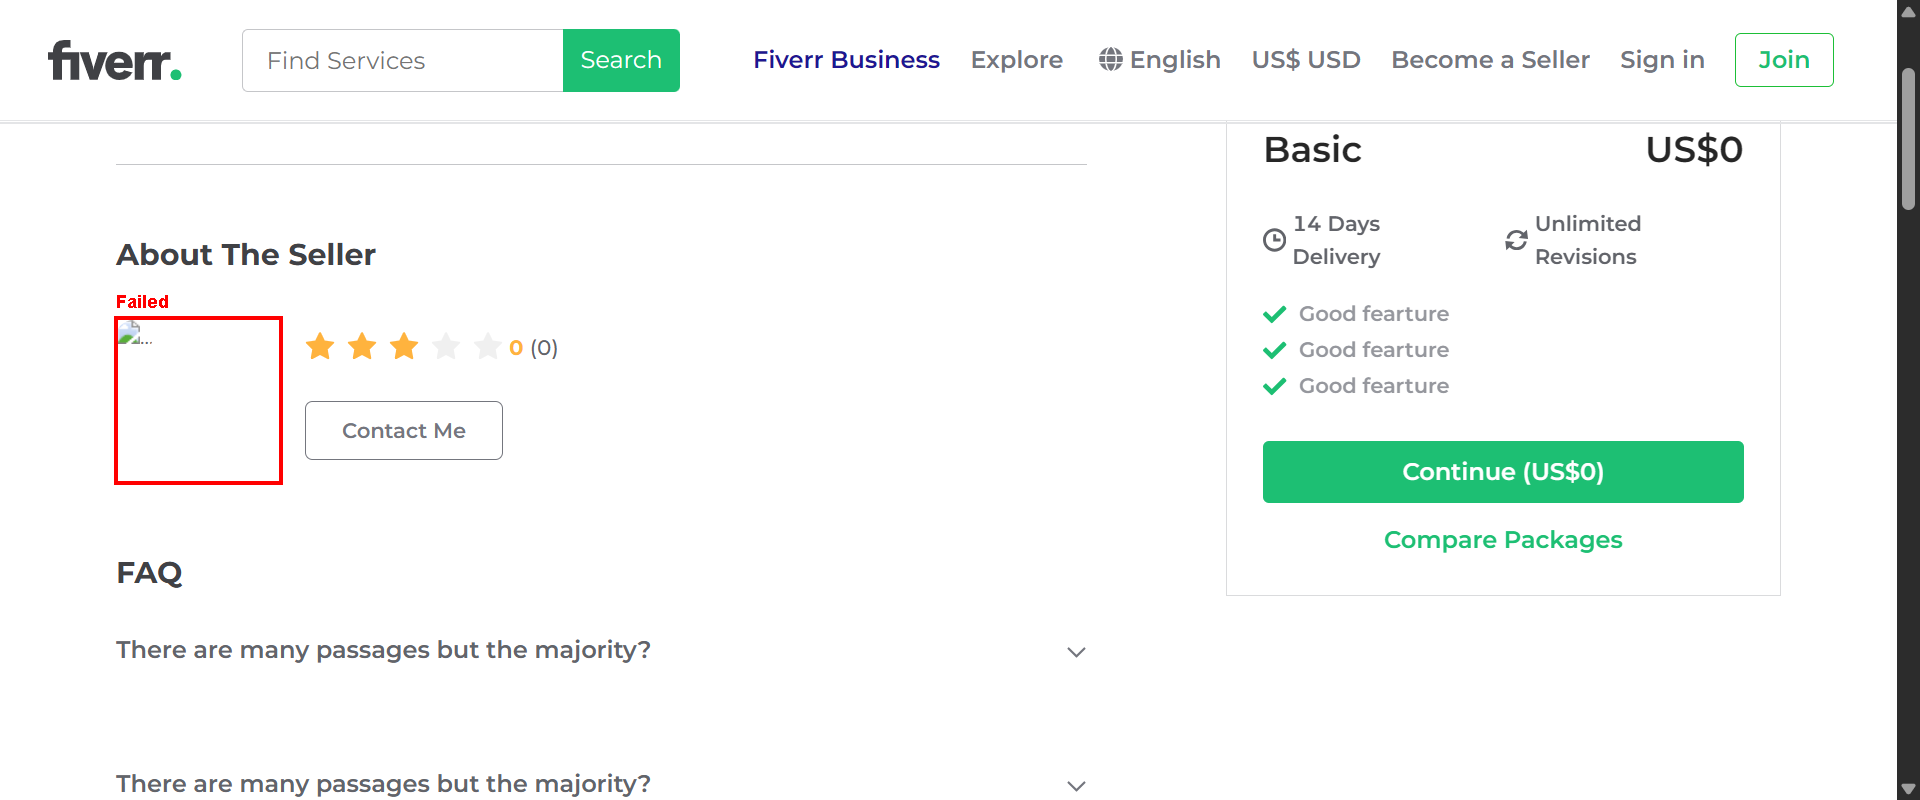 fiverr.
Find Services
Search
Fiverr Business
Explore
English
US$ USD
Become a Seller
Sign in
Join
About The Seller
Failed
...
0 (0)
Contact Me
FAQ
There are many passages but the majority?
There are many passages but the majority?
Basic
US$0
14 Days
Delivery
Unlimited
Revisions
Good fearture
Good fearture
Good fearture
Continue (US$0)
Compare Packages